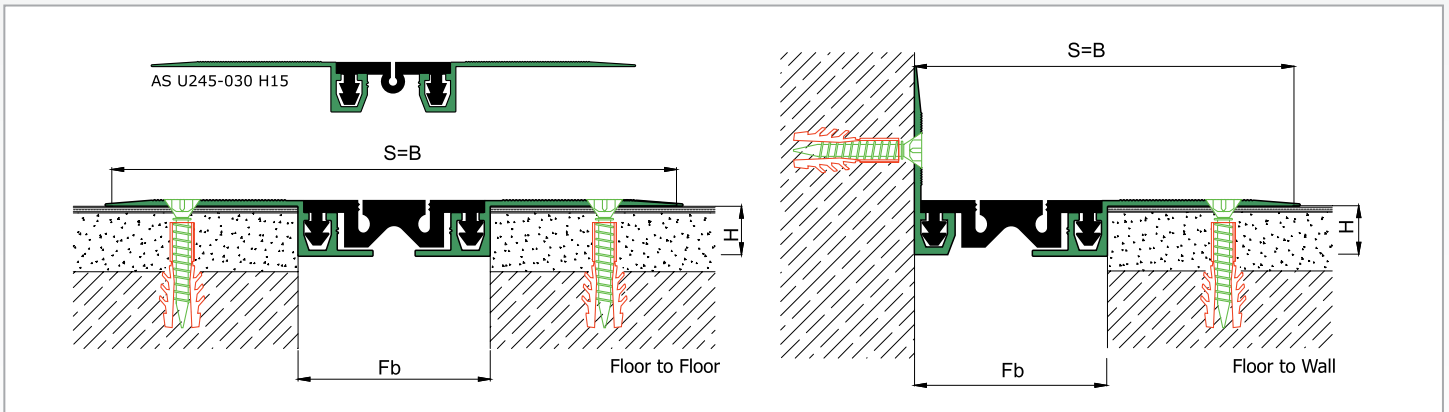 AS U245-030 H15
S=B
H
Fb
Floor to Floor
S=B
H
Fb
Floor to Wall